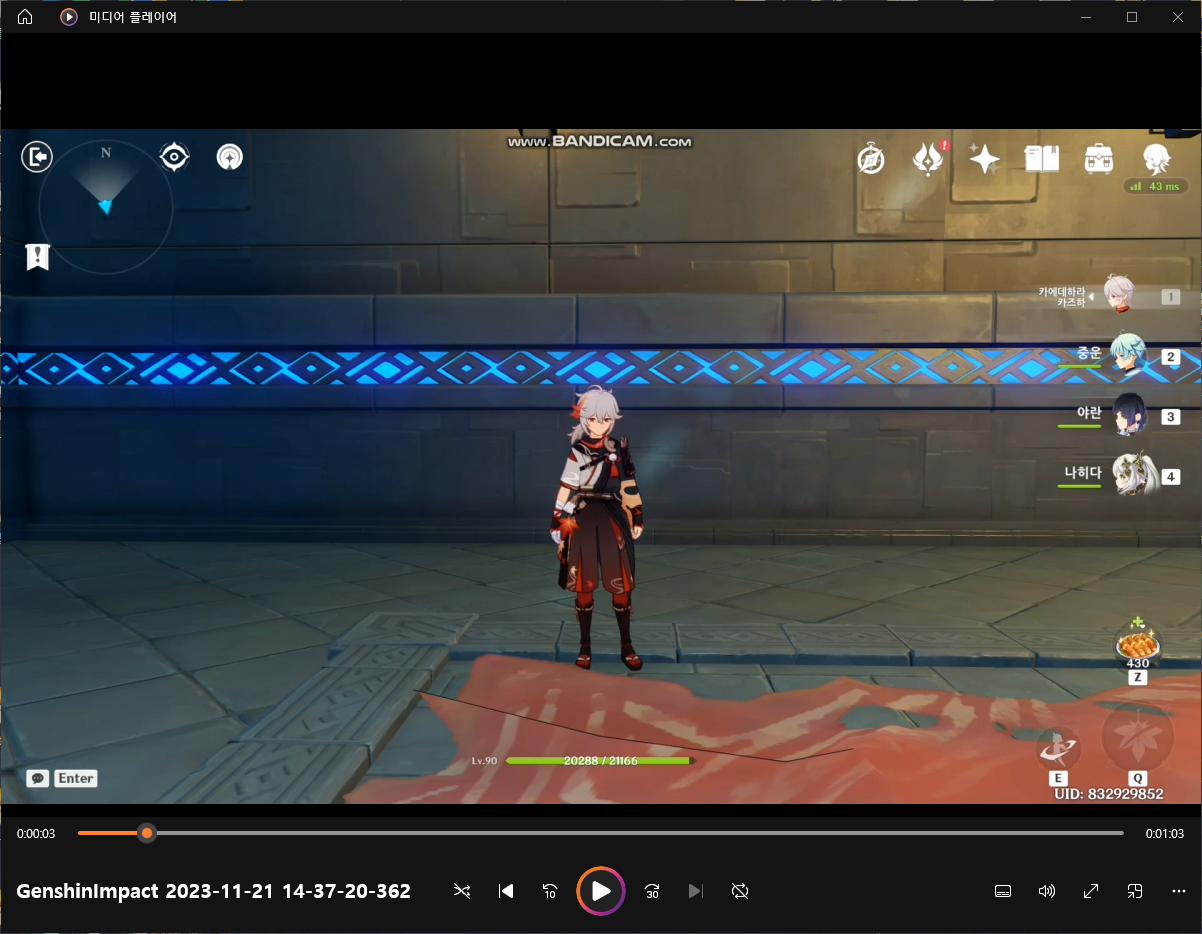 미디어 플레이어
www.BANDICAM.com
N
43 ms
카에데하라
카즈하
1
중운
2
야란
3
나히다
4
430
Z
Lv.90
20288 / 21166
Enter
E
Q
UID: 832929852
0:00:03
0:01:03
GenshinImpact 2023-11-21 14-37-20-362
10
30